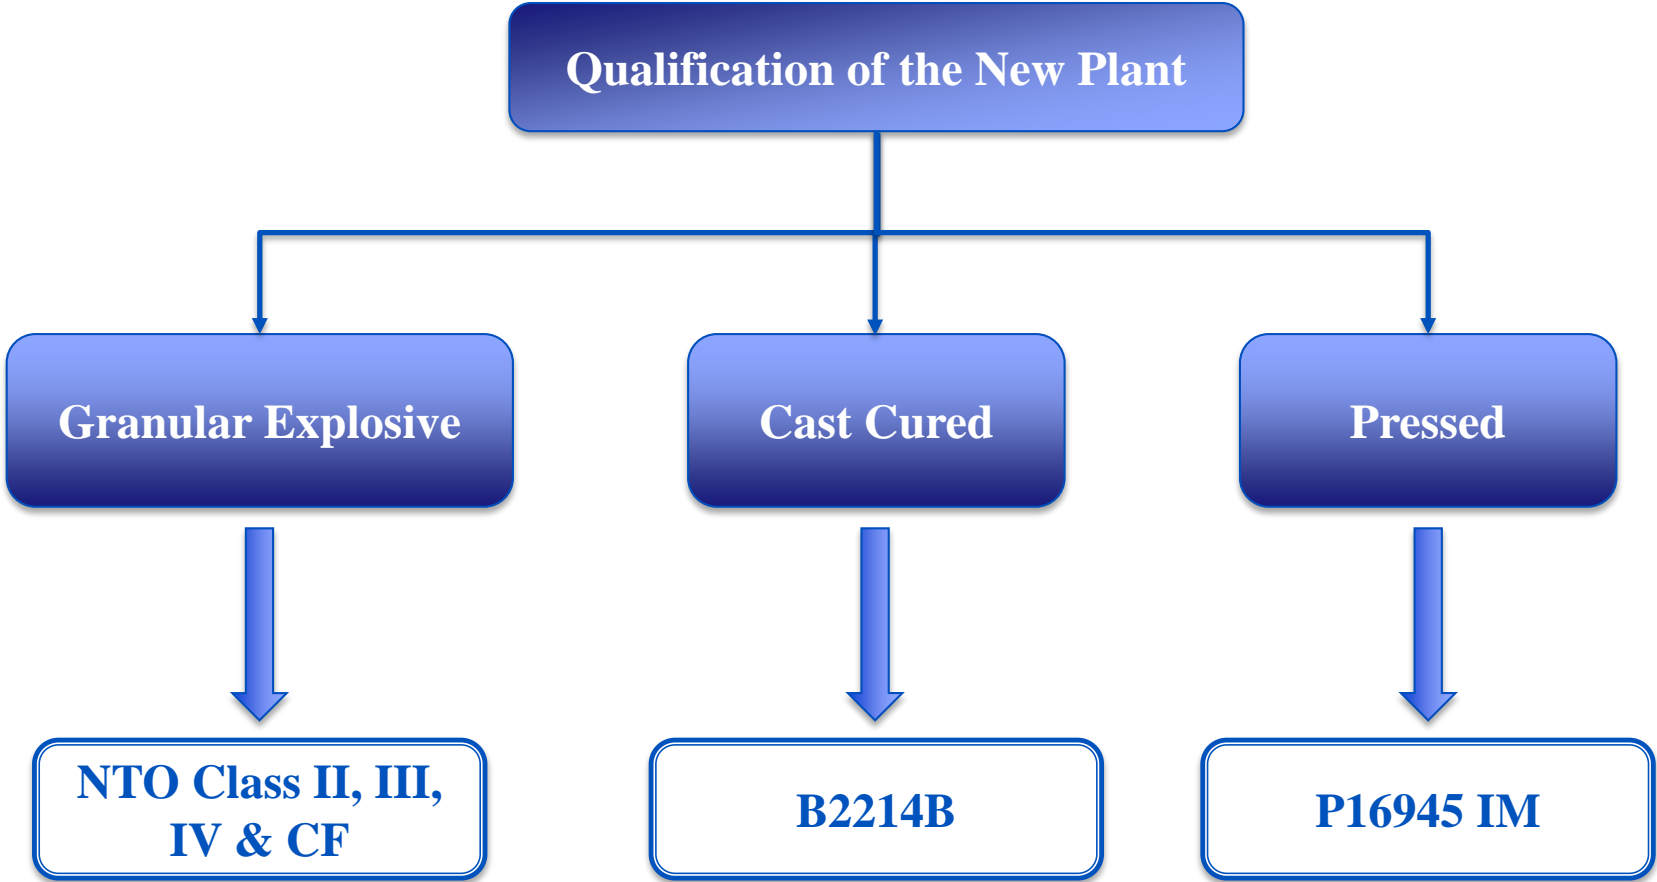 Qualification of the New Plant
Granular Explosive
Cast Cured
Pressed
NTO Class II, III,
IV & CF
B2214B
P16945 IM